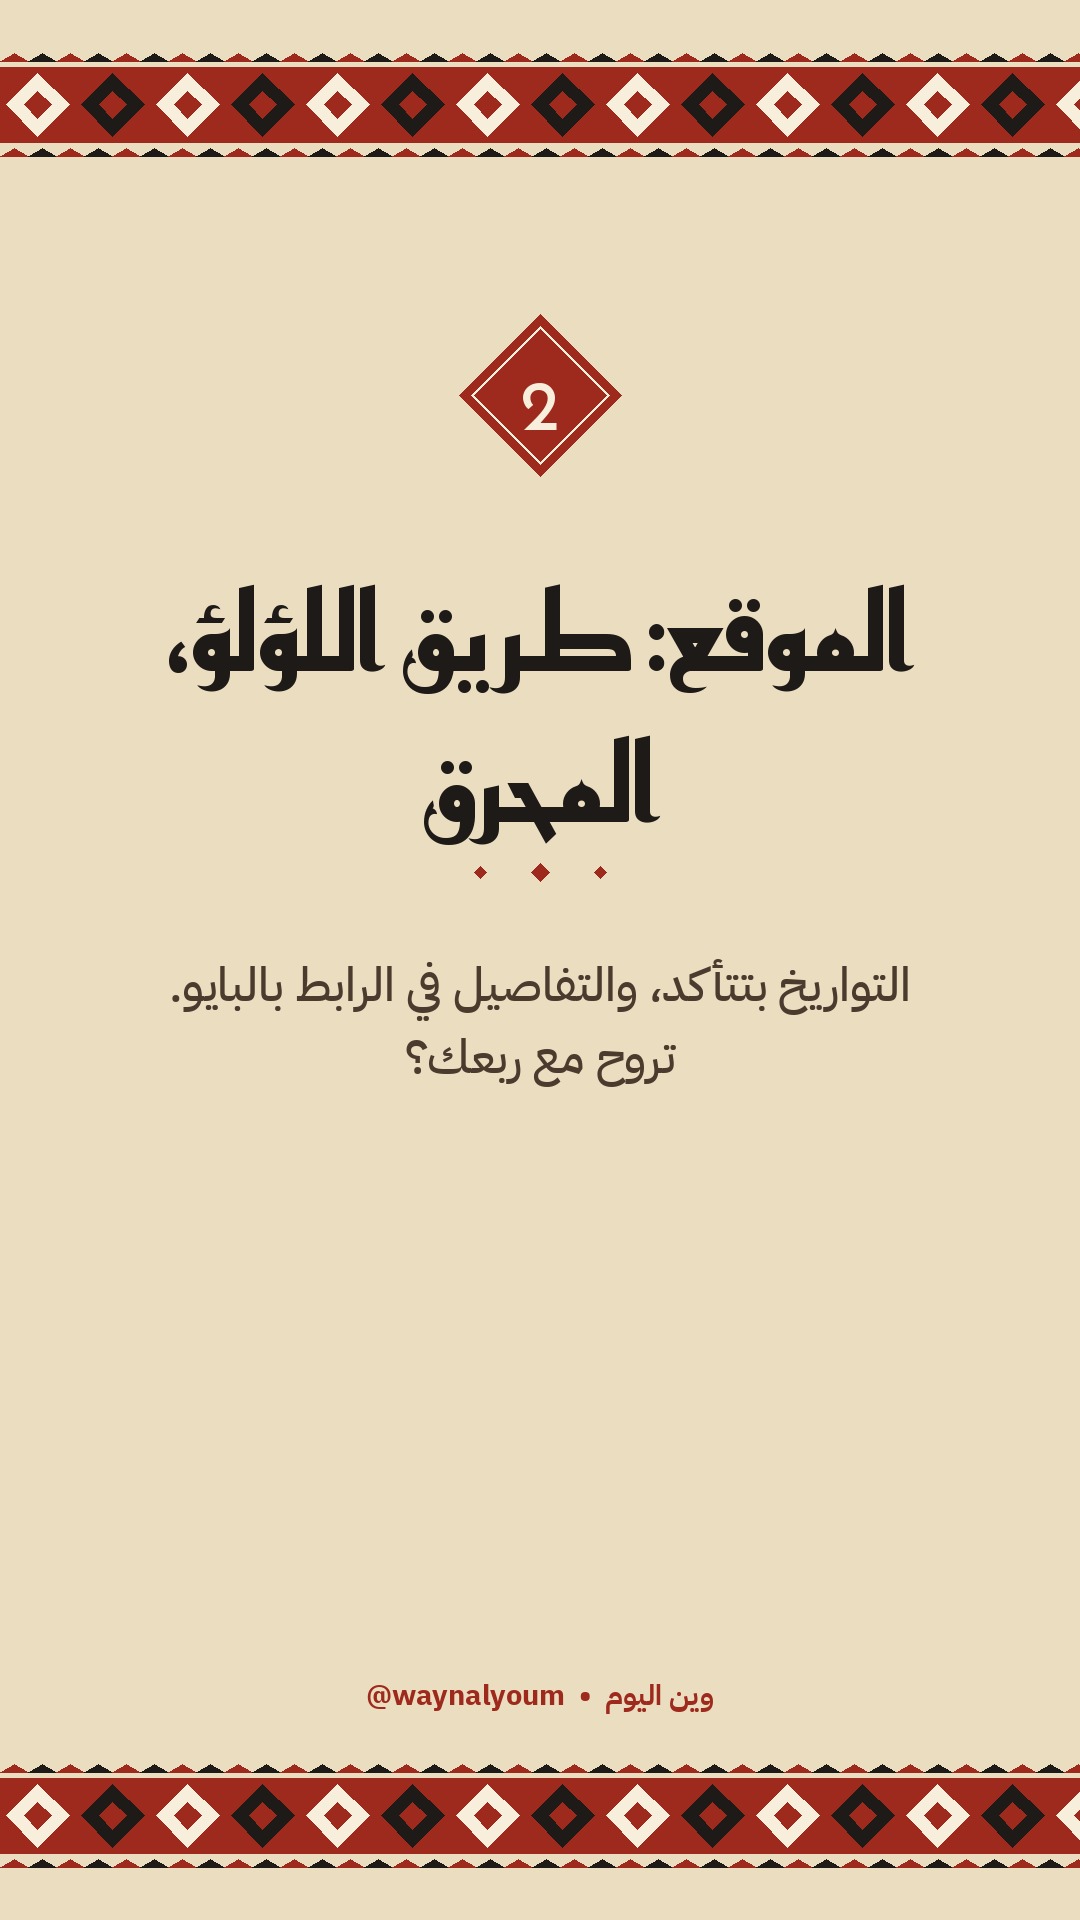 2
الموقع: طريق اللؤلؤ،
المحرق
التواريخ بتتأكد، والتفاصيل في الرابط بالبايو.
تروح مع ربعك؟
وين اليوم • @waynalyoum